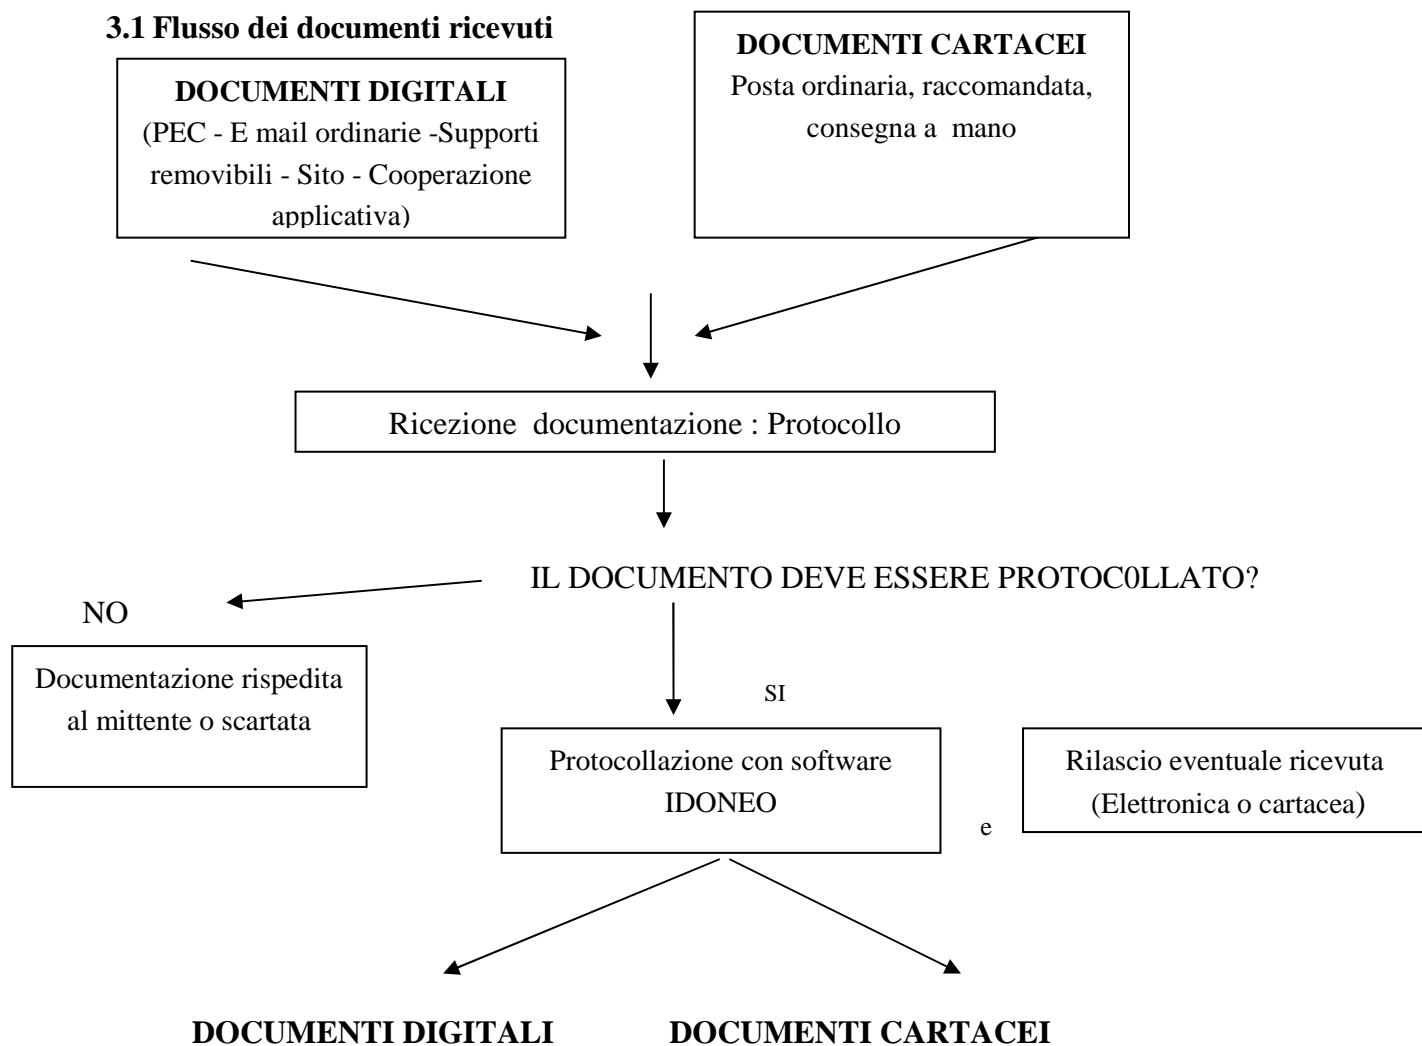 3.1 Flusso dei documenti ricevuti
DOCUMENTI DIGITALI
(PEC - E mail ordinarie -Supporti
removibili - Sito - Cooperazione
applicativa)
DOCUMENTI CARTACEI
Posta ordinaria, raccomandata,
consegna a mano
Ricezione documentazione : Protocollo
IL DOCUMENTO DEVE ESSERE PROTOC0LLATO?
NO
Documentazione rispedita
al mittente o scartata
SI
Protocollazione con software
IDONEO
e
Rilascio eventuale ricevuta
(Elettronica o cartacea)
DOCUMENTI DIGITALI
DOCUMENTI CARTACEI